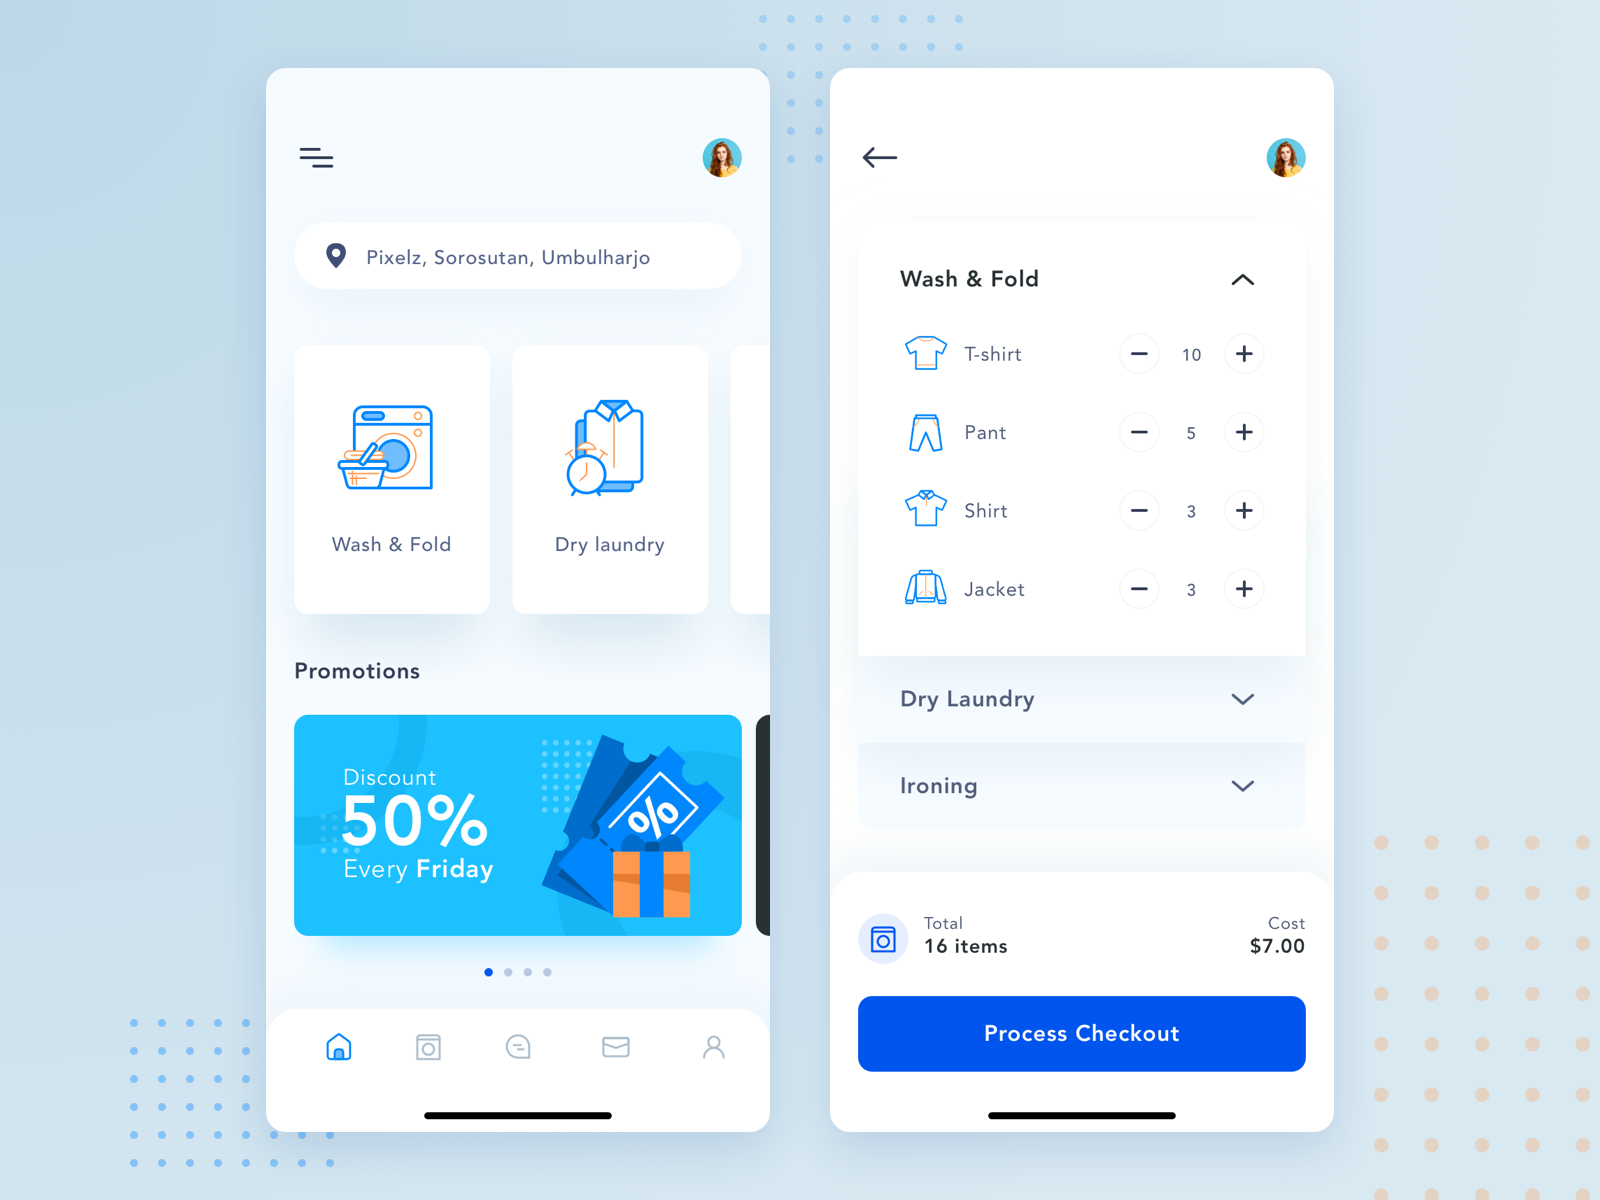 Pixelz, Sorosutan, Umbulharjo
Wash & Fold
Dry laundry
Promotions
Discount
50%
Every Friday
%
Wash & Fold
T-shirt
10
Pant
5
Shirt
3
Jacket
3
Dry Laundry
Ironing
Total
16 items
Cost
$7.00
Process Checkout